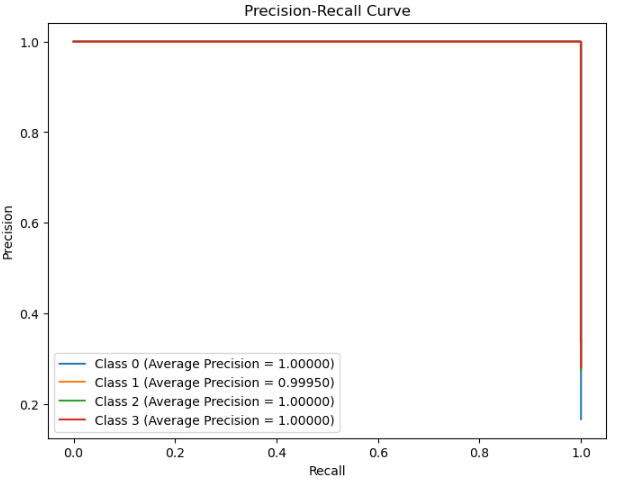 Precision-Recall Curve
1.0
0.8
0.6
0.4
0.2
Precision
Class 0 (Average Precision = 1.00000)
Class 1 (Average Precision = 0.99950)
Class 2 (Average Precision = 1.00000)
Class 3 (Average Precision = 1.00000)
0.0 0.2 0.4 0.6 0.8 1.0
Recall